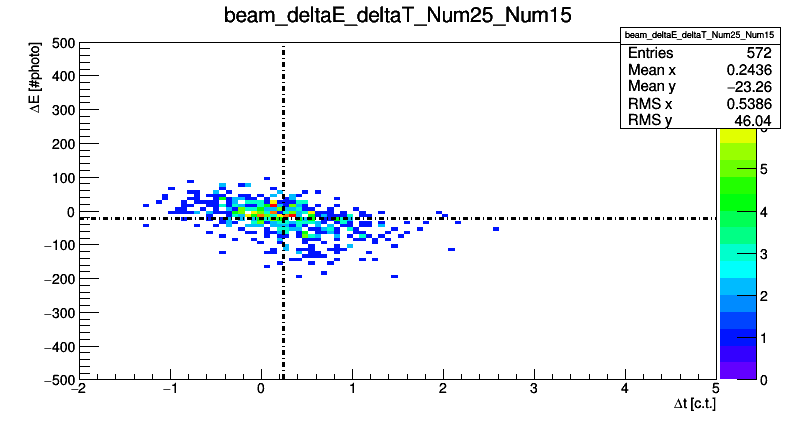 beam_deltaE_deltaT_Num25_Num15
beam_deltaE_deltaT_Num25_Num15
Entries 572
Mean x 0.2436
Mean y −23.26
RMS x 0.5386
RMS y 46.04
ΔE [#photo]
500
400
300
200
100
0
−100
−200
−300
−400
−500
−2 −1 0 1 2 3 4 5
Δt [c.t.]
5
4
3
2
1
0